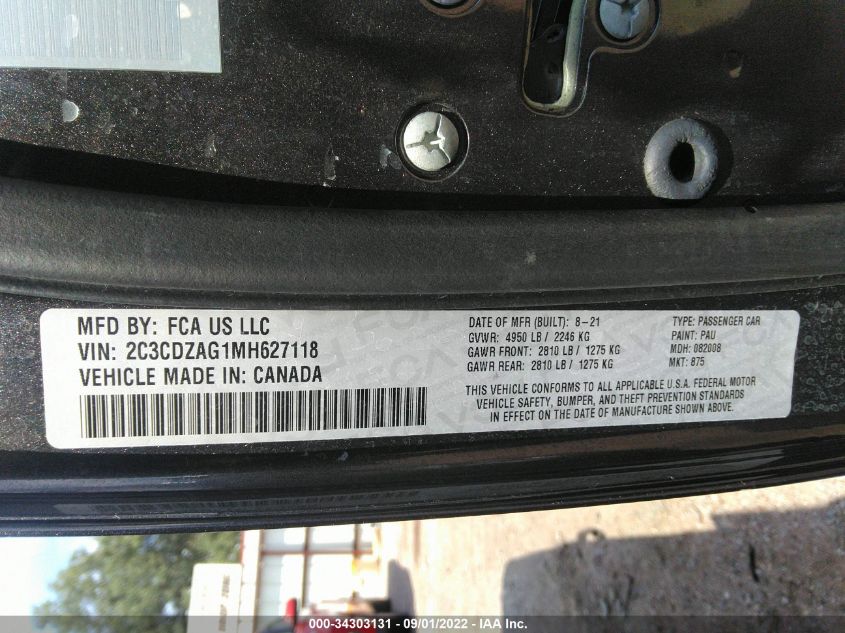 MFD BY: FCA US LLC
VIN: 2C3CDZAG1MH627118
VEHICLE MADE IN: CANADA
DATE OF MFR (BUILT): 8-21
GVWR: 4950 LB / 2246 KG
GAWR FRONT: 2810 LB / 1275 KG
GAWR REAR: 2810 LB / 1275 KG
TYPE: PASSENGER CAR
PAINT: PAU
MDH: 082008
MKT: 875
THIS VEHICLE CONFORMS TO ALL APPLICABLE U.S.A. FEDERAL MOTOR
VEHICLE SAFETY, BUMPER, AND THEFT PREVENTION STANDARDS
IN EFFECT ON THE DATE OF MANUFACTURE SHOWN ABOVE.
000-34303131 - 09/01/2022 - IAA Inc.